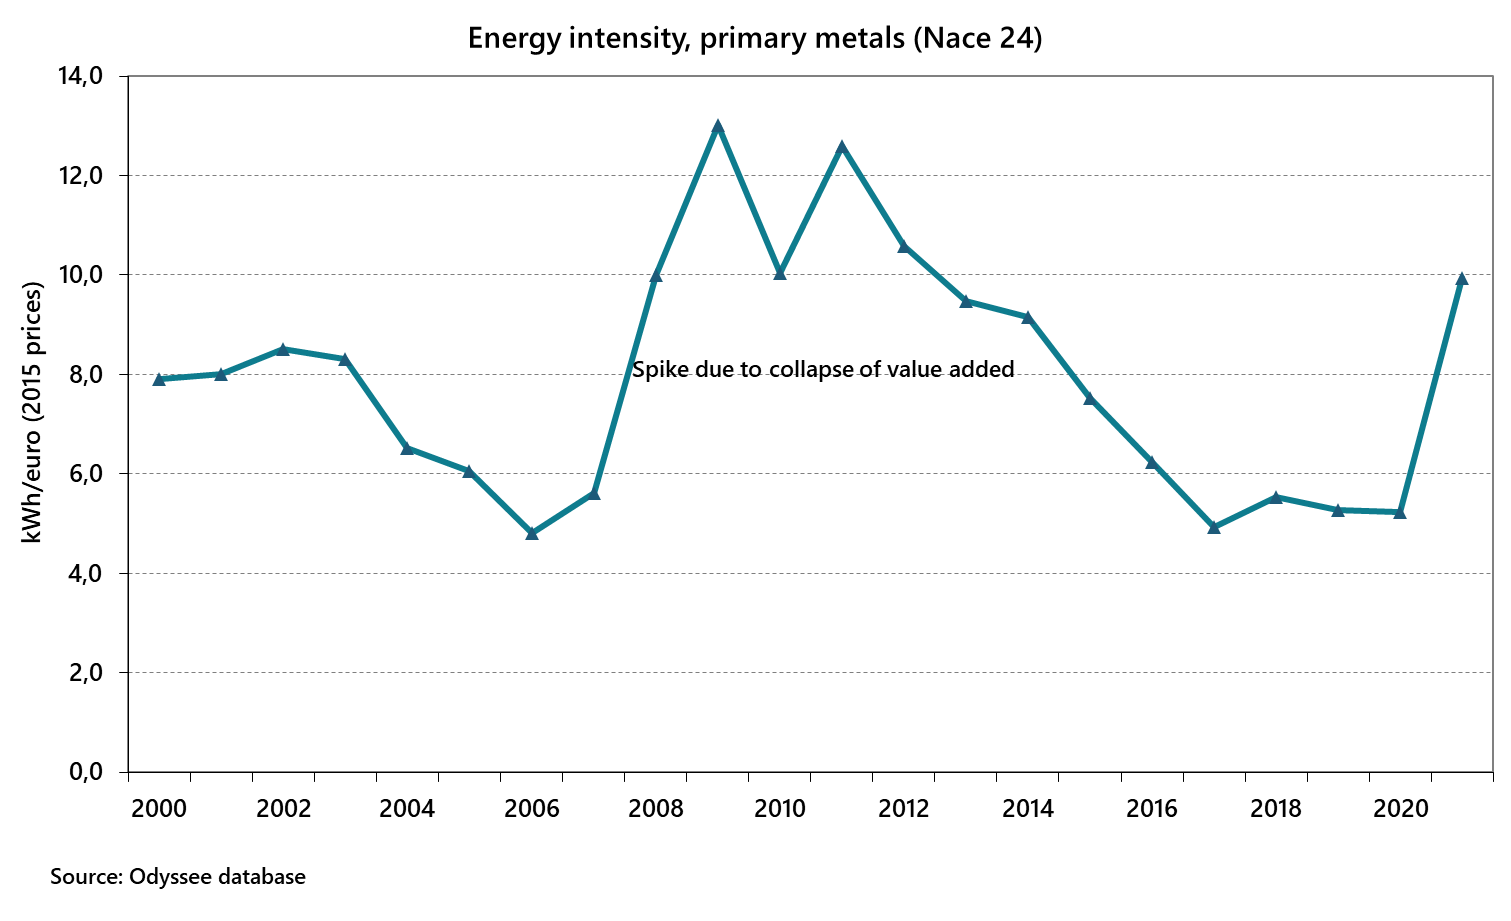 Energy intensity, primary metals (Nace 24)
14,0
12,0
10,0
8,0
6,0
4,0
2,0
0,0
kWh/euro (2015 prices)
Spike due to collapse of value added
2000 2002 2004 2006 2008 2010 2012 2014 2016 2018 2020
Source: Odyssee database